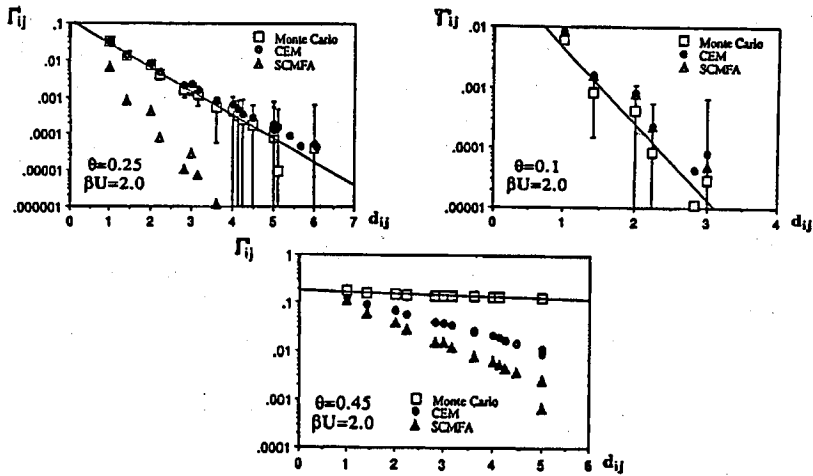 Γij
.1
.01
.001
.0001
.00001
.000001
0 1 2 3 4 5 6 7 dij
Monte Carlo
CEM
SCMFA
θ=0.25
βU=2.0
Γij
.01
.001
.0001
.00001
0 1 2 3 4
dij
Monte Carlo
CEM
SCMFA
θ=0.1
βU=2.0
Γij
1
.1
.01
.001
.0001
0 1 2 3 4 5 6 dij
θ=0.45
βU=2.0
Monte Carlo
CEM
SCMFA